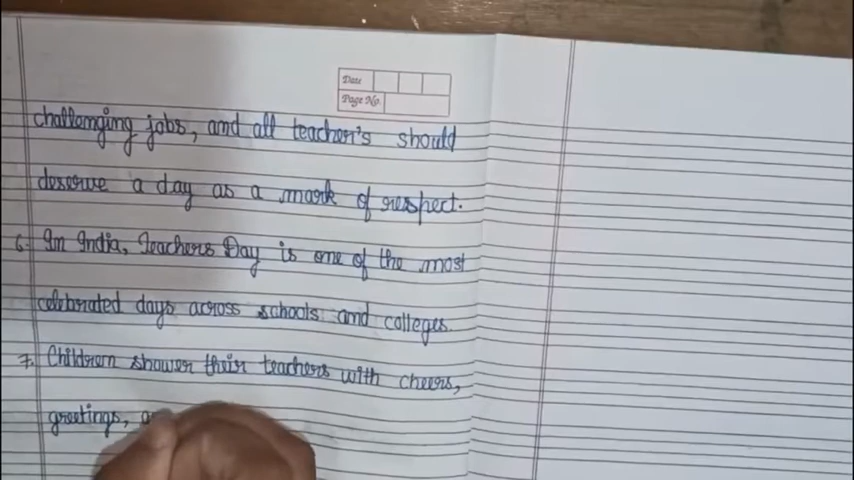 Date
Page No.
challenging jobs, and all teacher's should
deserve a day as a mark of respect.
6. In India, Teachers Day is one of the most
celebrated days across schools and colleges.
7. Children shower their teachers with cheers,
greetings,